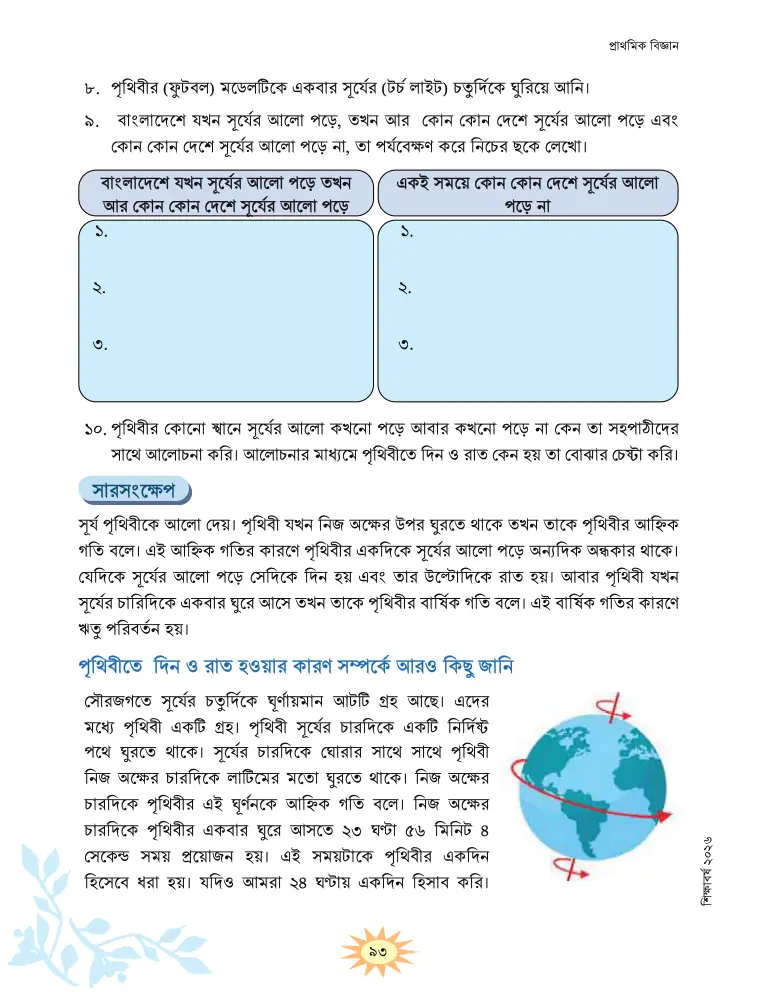 প্রাথমিক বিজ্ঞান
৮. পৃথিবীর (ফুটবল) মডেলটিকে একবার সূর্যের (টর্চ লাইট) চতুর্দিকে ঘুরিয়ে আনি।
৯. বাংলাদেশে যখন সূর্যের আলো পড়ে, তখন আর কোন কোন দেশে সূর্যের আলো পড়ে এবং
কোন কোন দেশে সূর্যের আলো পড়ে না, তা পর্যবেক্ষণ করে নিচের ছকে লেখো।
বাংলাদেশে যখন সূর্যের আলো পড়ে তখন
আর কোন কোন দেশে সূর্যের আলো পড়ে
একই সময়ে কোন কোন দেশে সূর্যের আলো
পড়ে না
১.
২.
৩.
১.
২.
৩.
১০. পৃথিবীর কোনো স্থানে সূর্যের আলো কখনো পড়ে আবার কখনো পড়ে না কেন তা সহপাঠীদের
সাথে আলোচনা করি। আলোচনার মাধ্যমে পৃথিবীতে দিন ও রাত কেন হয় তা বোঝার চেষ্টা করি।
সারসংক্ষেপ
সূর্য পৃথিবীকে আলো দেয়। পৃথিবী যখন নিজ অক্ষের উপর ঘুরতে থাকে তখন তাকে পৃথিবীর আহ্নিক
গতি বলে। এই আহ্নিক গতির কারণে পৃথিবীর একদিকে সূর্যের আলো পড়ে অন্যদিক অন্ধকার থাকে।
যেদিকে সূর্যের আলো পড়ে সেদিকে দিন হয় এবং তার উল্টোদিকে রাত হয়। আবার পৃথিবী যখন
সূর্যের চারিদিকে একবার ঘুরে আসে তখন তাকে পৃথিবীর বার্ষিক গতি বলে। এই বার্ষিক গতির কারণে
ঋতু পরিবর্তন হয়।
পৃথিবীতে দিন ও রাত হওয়ার কারণ সম্পর্কে আরও কিছু জানি
সৌরজগতে সূর্যের চতুর্দিকে ঘূর্ণায়মান আটটি গ্রহ আছে। এদের
মধ্যে পৃথিবী একটি গ্রহ। পৃথিবী সূর্যের চারদিকে একটি নির্দিষ্ট
পথে ঘুরতে থাকে। সূর্যের চারদিকে ঘোরার সাথে সাথে পৃথিবী
নিজ অক্ষের চারদিকে লাটিমের মতো ঘুরতে থাকে। নিজ অক্ষের
চারদিকে পৃথিবীর এই ঘূর্ণনকে আহ্নিক গতি বলে। নিজ অক্ষের
চারদিকে পৃথিবীর একবার ঘুরে আসতে ২৩ ঘণ্টা ৫৬ মিনিট ৪
সেকেন্ড সময় প্রয়োজন হয়। এই সময়টাকে পৃথিবীর একদিন
হিসেবে ধরা হয়। যদিও আমরা ২৪ ঘণ্টায় একদিন হিসাব করি।
শিক্ষাবর্ষ ২০২৬
৯৩